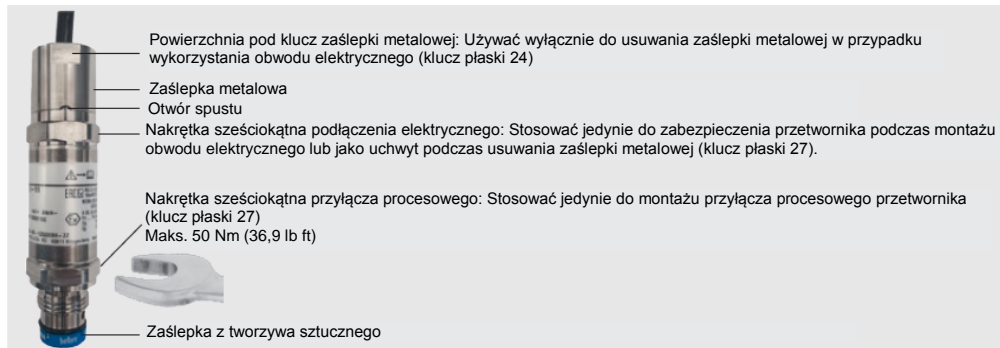 Powierzchnia pod klucz zaślepki metalowej: Używać wyłącznie do usuwania zaślepki metalowej w przypadku
wykorzystania obwodu elektrycznego (klucz płaski 24)
Zaślepka metalowa
Otwór spustu
Nakrętka sześciokątna podłączenia elektrycznego: Stosować jedynie do zabezpieczenia przetwornika podczas montażu
obwodu elektrycznego lub jako uchwyt podczas usuwania zaślepki metalowej (klucz płaski 27).
Nakrętka sześciokątna przyłącza procesowego: Stosować jedynie do montażu przyłącza procesowego przetwornika
(klucz płaski 27)
Maks. 50 Nm (36,9 lb ft)
Zaślepka z tworzywa sztucznego